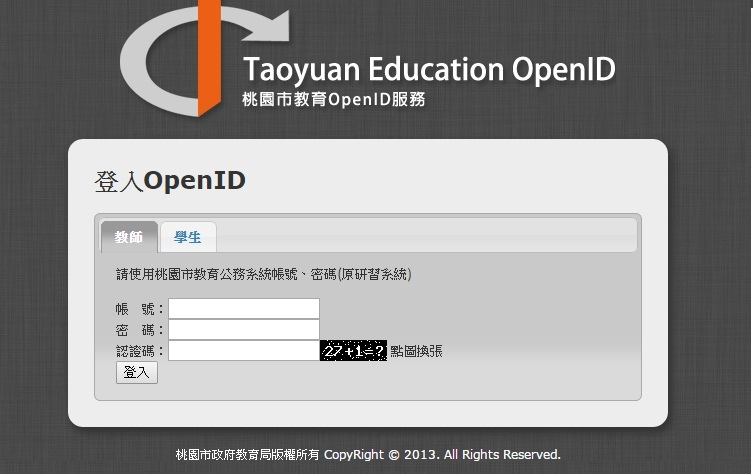 Taoyuan Education OpenID
桃園市教育OpenID服務
登入OpenID
教師 學生
請使用桃園市教育公務系統帳號、密碼(原研習系統)
帳 號：
密 碼：
認證碼： 27+1=? 點圖換張
登入
桃園市政府教育局版權所有 CopyRight © 2013. All Rights Reserved.